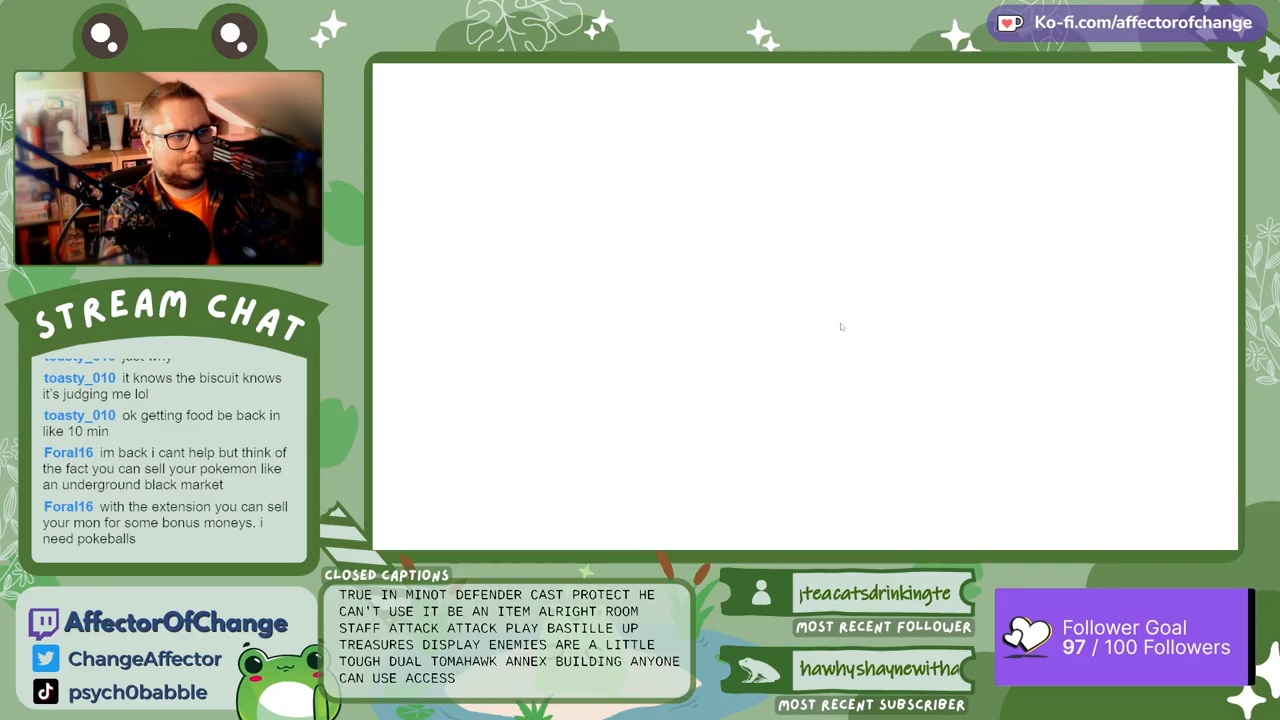 Ko-fi.com/affectorofchange
STREAM CHAT
toasty_010 just why
toasty_010 it knows the biscuit knows
it's judging me lol
toasty_010 ok getting food be back in
like 10 min
Foral16 im back i cant help but think of
the fact you can sell your pokemon like
an underground black market
Foral16 with the extension you can sell
your mon for some bonus moneys. i
need pokeballs
AffectorOfChange
ChangeAffector
psych0babble
CLOSED CAPTIONS
TRUE IN MINOT DEFENDER CAST PROTECT HE
CAN'T USE IT BE AN ITEM ALRIGHT ROOM
STAFF ATTACK ATTACK PLAY BASTILLE UP
TREASURES DISPLAY ENEMIES ARE A LITTLE
TOUGH DUAL TOMAHAWK ANNEX BUILDING ANYONE
CAN USE ACCESS
teacatsdrinkingte
MOST RECENT FOLLOWER
hawhyshaynewitha
MOST RECENT SUBSCRIBER
Follower Goal
97 / 100 Followers